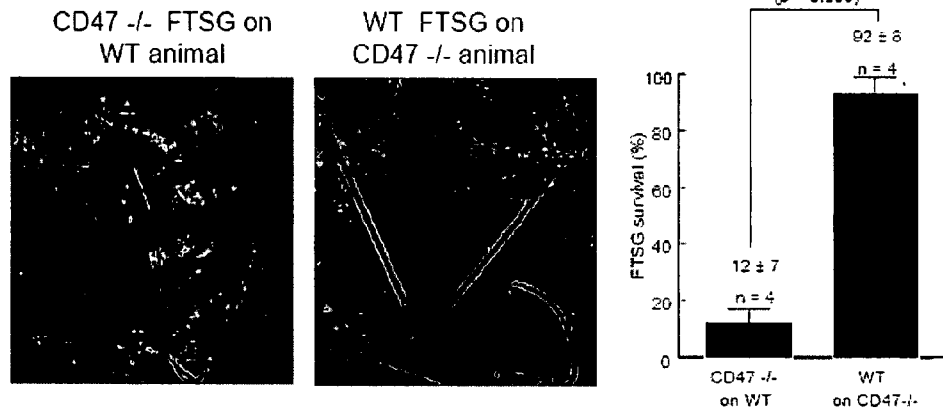 CD47 -/- FTSG on
WT animal
WT FTSG on
CD47 -/- animal
92 ± 8
n = 4
100
80
60
40
20
0
FTSG survival (%)
12 ± 7
n = 4
CD47 -/-
on WT
WT
on CD47-/-